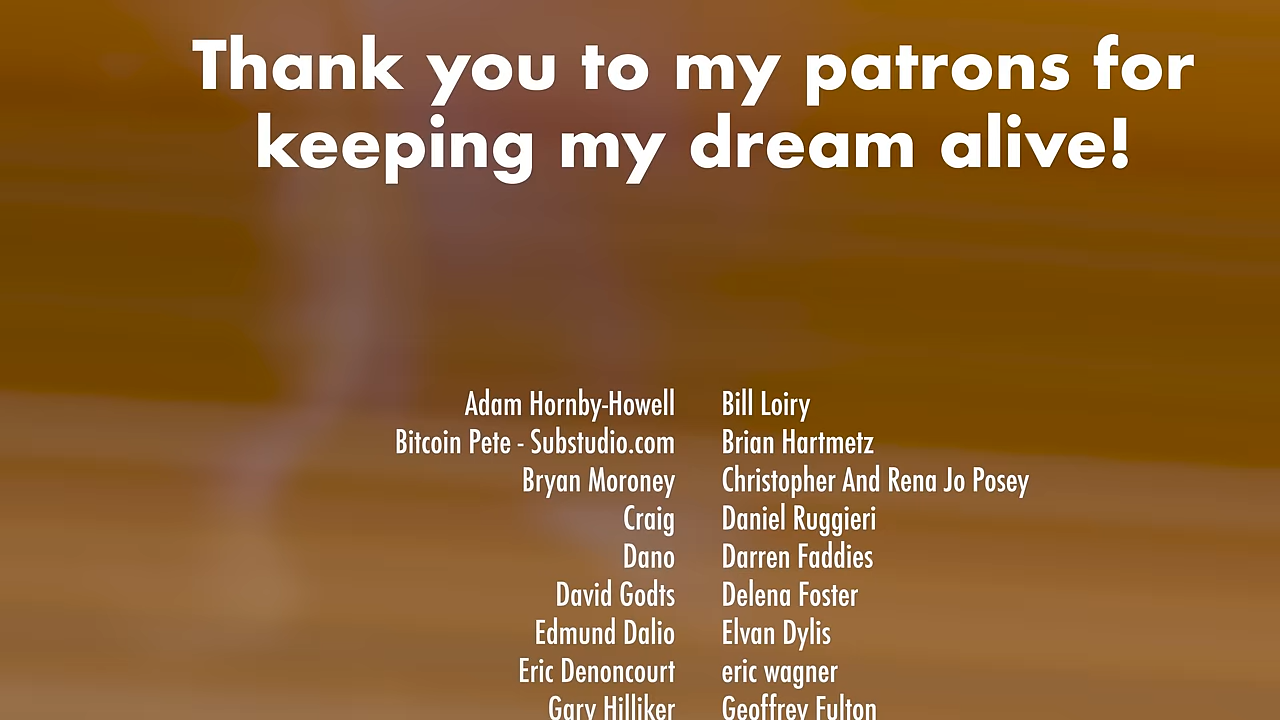 Thank you to my patrons for
keeping my dream alive!
Adam Hornby-Howell Bill Loiry
Bitcoin Pete - Substudio.com Brian Hartmetz
Bryan Moroney Christopher And Rena Jo Posey
Craig Daniel Ruggieri
Dano Darren Faddies
David Godts Delena Foster
Edmund Dalio Elvan Dylis
Eric Denoncourt eric wagner
Gary Hilliker Geoffrey Fulton